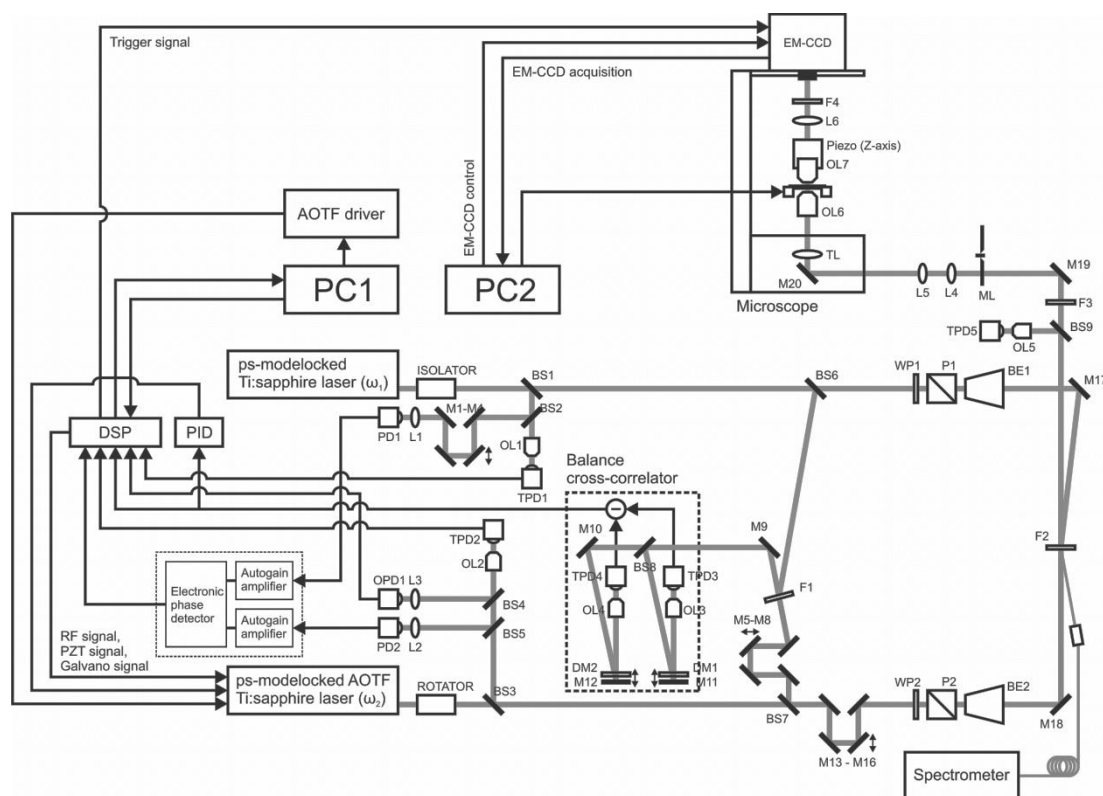 Trigger signal
EM-CCD
EM-CCD acquisition
F4
L6
Piezo (Z-axis)
OL7
EM-CCD control
OL6
AOTF driver
TL
M19
PC1
PC2
M20
L5
L4
ML
Microscope
F3
TPD5
OL5
BS9
ps-modelocked
Ti:sapphire laser (ω1)
ISOLATOR
BS1
BS6
WP1
P1
BE1
M17
M1-M4
BS2
DSP
PID
PD1
L1
OL1
Balance
cross-correlator
TPD1
M10
M9
TPD2
F2
BS8
TPD4
TPD3
OL2
Electronic
phase
detector
Autogain
amplifier
OPD1
L3
BS4
OL4
OL3
F1
Autogain
amplifier
BS5
M5-M8
PD2
L2
RF signal,
PZT signal,
Galvano signal
DM2
DM1
M12
M11
ps-modelocked AOTF
Ti:sapphire laser (ω2)
ROTATOR
BS3
BS7
WP2
P2
BE2
M18
M13 - M16
Spectrometer